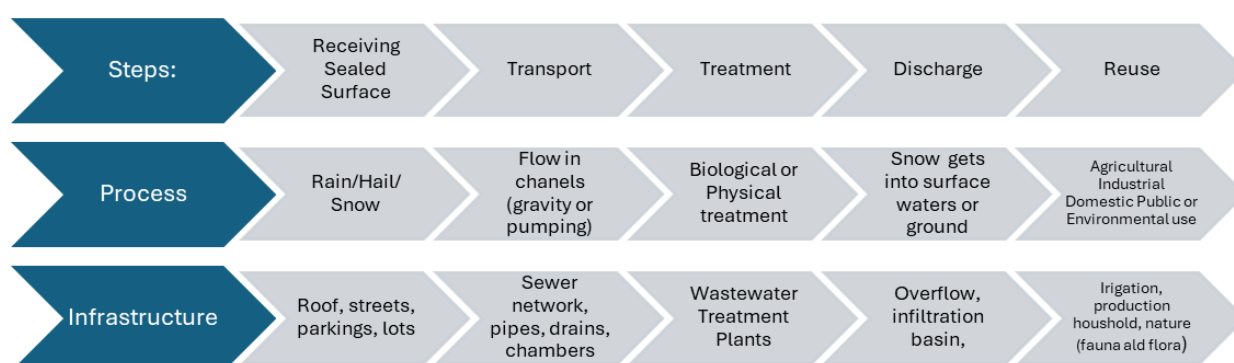 Steps:
Receiving
Sealed
Surface
Transport
Treatment
Discharge
Reuse
Process
Rain/Hail/
Snow
Flow in
chanels
(gravity or
pumping)
Biological or
Physical
treatment
Snow gets
into surface
waters or
ground
Agricultural
Industrial
Domestic Public or
Environmental use
Infrastructure
Roof, streets,
parkings, lots
Sewer
network,
pipes, drains,
chambers
Wastewater
Treatment
Plants
Overflow,
infiltration
basin,
Irigation,
production
houshold, nature
(fauna ald flora)